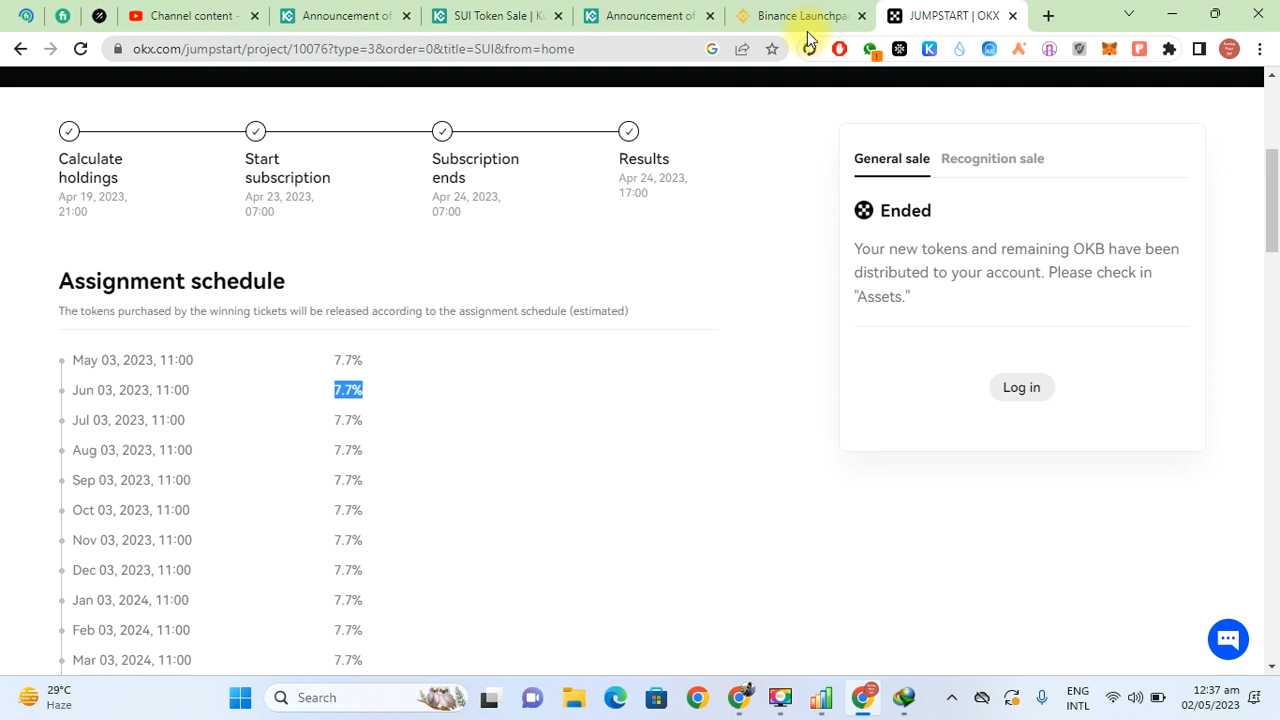 Channel content -
Announcement of
SUI Token Sale | Ku
Announcement of
Binance Launchpa
JUMPSTART | OKX
okx.com/jumpstart/project/10076?type=3&order=0&title=SUI&from=home
Calculate holdings
Apr 19, 2023, 21:00
Start subscription
Apr 23, 2023, 07:00
Subscription ends
Apr 24, 2023, 07:00
Results
Apr 24, 2023, 17:00
Assignment schedule
The tokens purchased by the winning tickets will be released according to the assignment schedule (estimated)
May 03, 2023, 11:00 7.7%
Jun 03, 2023, 11:00 7.7%
Jul 03, 2023, 11:00 7.7%
Aug 03, 2023, 11:00 7.7%
Sep 03, 2023, 11:00 7.7%
Oct 03, 2023, 11:00 7.7%
Nov 03, 2023, 11:00 7.7%
Dec 03, 2023, 11:00 7.7%
Jan 03, 2024, 11:00 7.7%
Feb 03, 2024, 11:00 7.7%
Mar 03, 2024, 11:00 7.7%
General sale Recognition sale
Ended
Your new tokens and remaining OKB have been
distributed to your account. Please check in
"Assets."
Log in
29°C
Haze
Search
ENG
INTL
12:37 am
02/05/2023